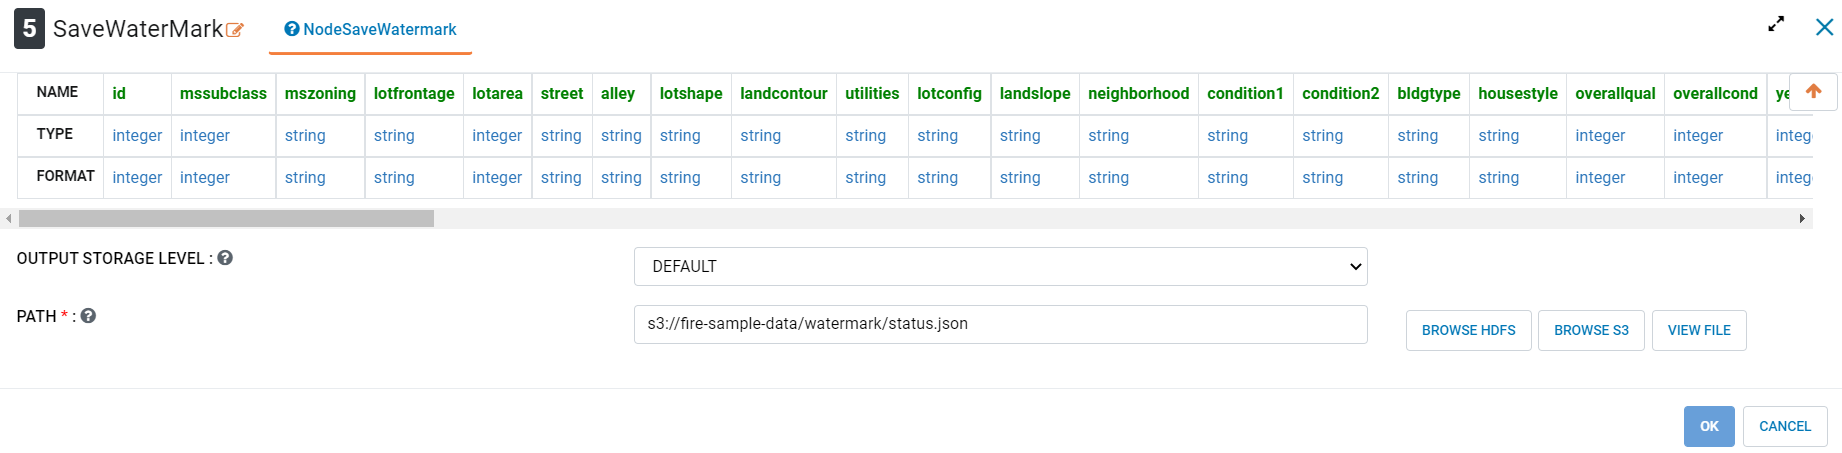 5 SaveWaterMark NodeSaveWatermark
NAME id mssubclass mszoning lotfrontage lotarea street alley lotshape landcontour utilities lotconfig landslope neighborhood condition1 condition2 bldgtype housestyle overallqual overallcond ye
TYPE integer integer string string integer string string string string string string string string string string string string integer integer integ
FORMAT integer integer string string integer string string string string string string string string string string string string integer integer integ
OUTPUT STORAGE LEVEL : DEFAULT
PATH * : s3://fire-sample-data/watermark/status.json BROWSE HDFS BROWSE S3 VIEW FILE
OK CANCEL